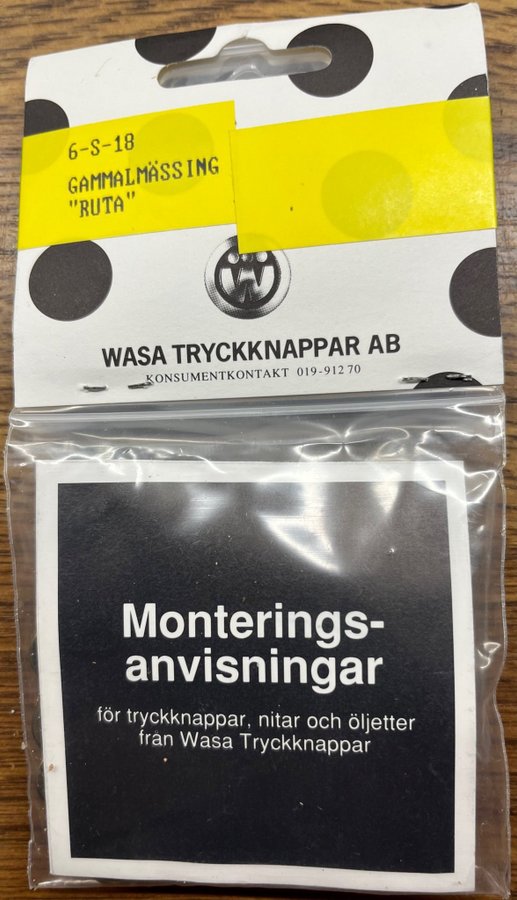 6-S-18
GAMMALMÄSSING
"RUTA"
W
WASA TRYCKKNAPPAR AB
KONSUMENTKONTAKT 019-912 70
Monterings-
anvisningar
för tryckknappar, nitar och öljetter
från Wasa Tryckknappar